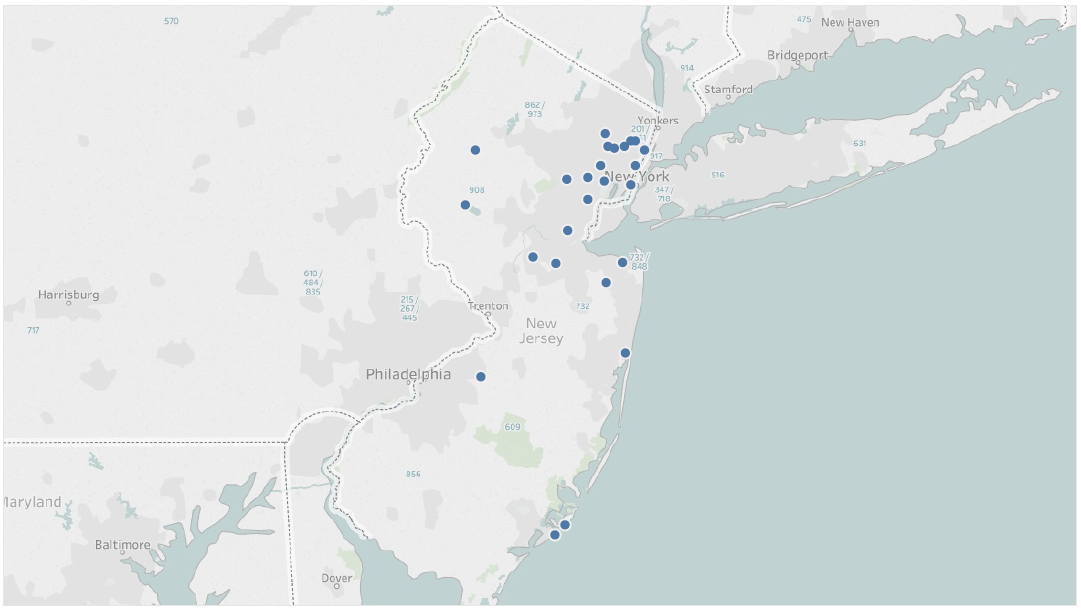 570
475
New Haven
Bridgeport
914
Stamford
862 /
973
Yonkers
201 /
631
917
New York
516
908
347 /
718
732 /
848
610 /
484 /
835
Harrisburg
215 /
267 /
445
Trenton
732
717
New
Jersey
Philadelphia
609
856
Baltimore
Dover